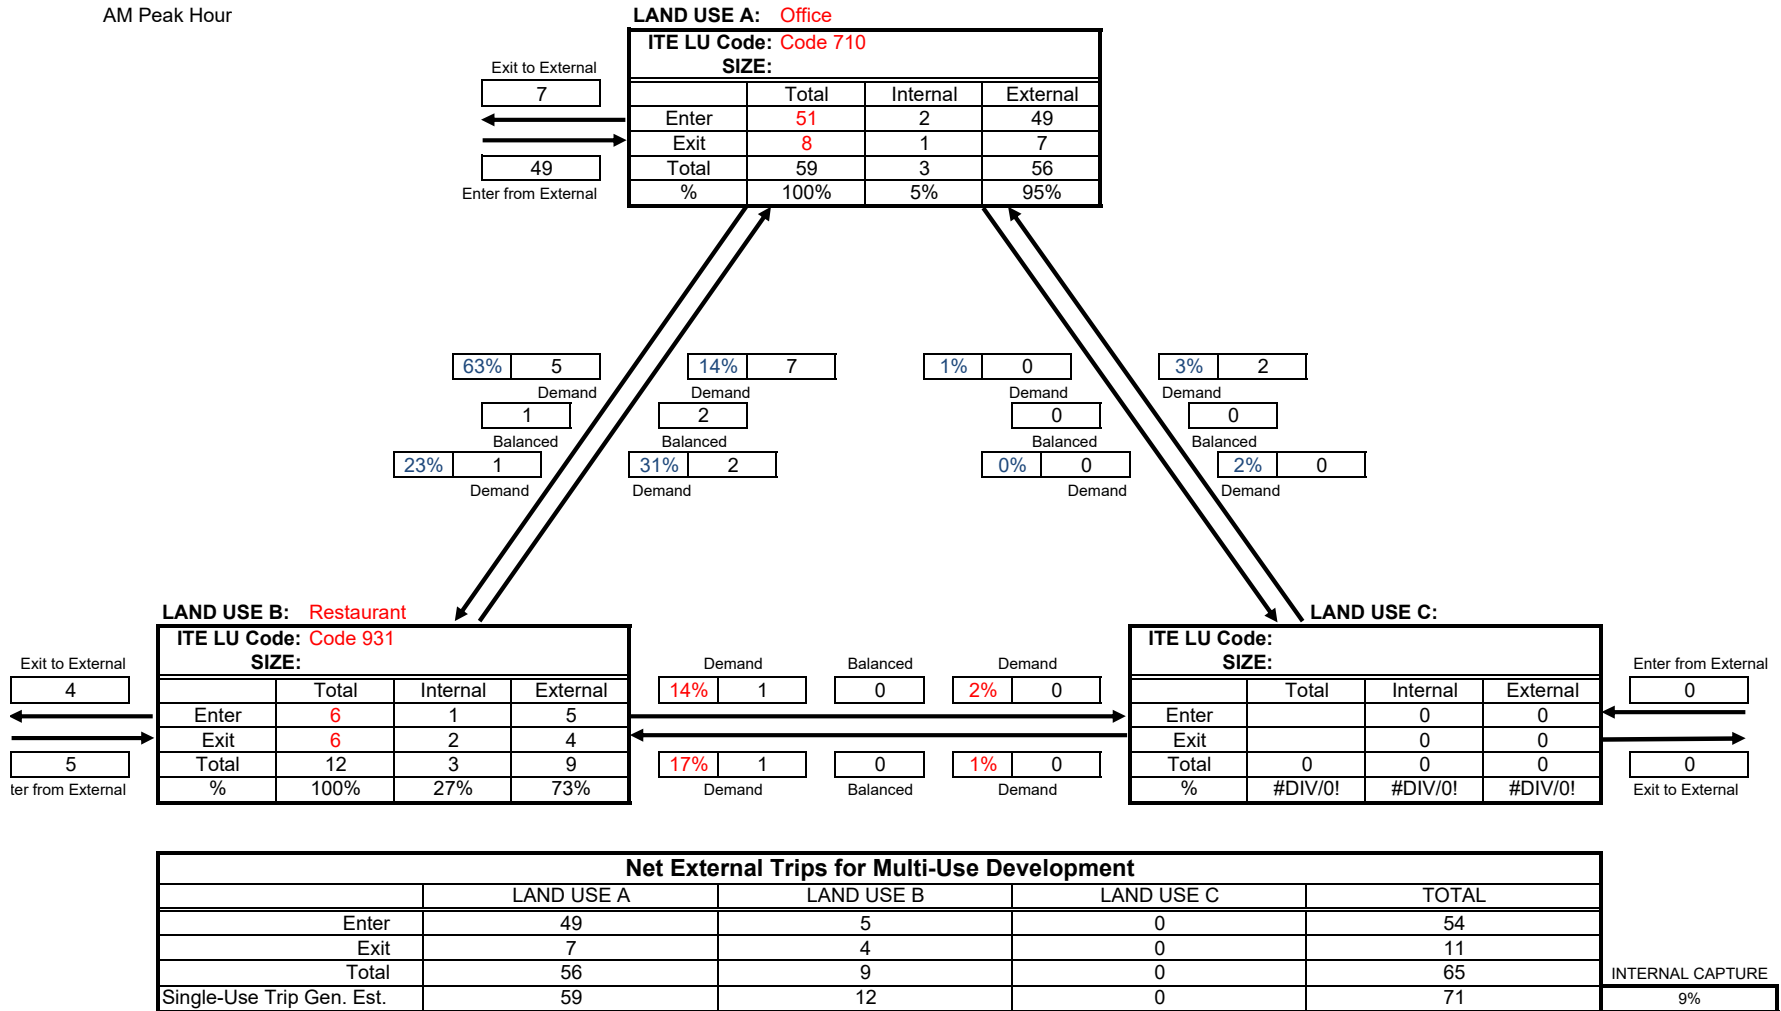 AM Peak Hour
LAND USE A: Office
ITE LU Code: Code 710
SIZE:
Exit to External
7
Total Internal External
Enter 51 2 49
Exit 8 1 7
Total 59 3 56
% 100% 5% 95%
49
Enter from External
63% 5 14% 7 1% 0 3% 2
Demand Demand Demand Demand
1 2 0 0
Balanced Balanced Balanced Balanced
23% 1 31% 2 0% 0 2% 0
Demand Demand Demand Demand
LAND USE B: Restaurant
ITE LU Code: Code 931
SIZE:
Exit to External
4
Total Internal External
Enter 6 1 5
Exit 6 2 4
Total 12 3 9
% 100% 27% 73%
5
ter from External
Demand Balanced Demand
14% 1 0 2% 0
17% 1 0 1% 0
Demand Balanced Demand
LAND USE C:
ITE LU Code:
SIZE:
Total Internal External
Enter 0 0
Exit 0 0
Total 0 0 0
% #DIV/0! #DIV/0! #DIV/0!
Enter from External
0
0
Exit to External
Net External Trips for Multi-Use Development
LAND USE A LAND USE B LAND USE C TOTAL
Enter 49 5 0 54
Exit 7 4 0 11
Total 56 9 0 65
Single-Use Trip Gen. Est. 59 12 0 71
INTERNAL CAPTURE
9%